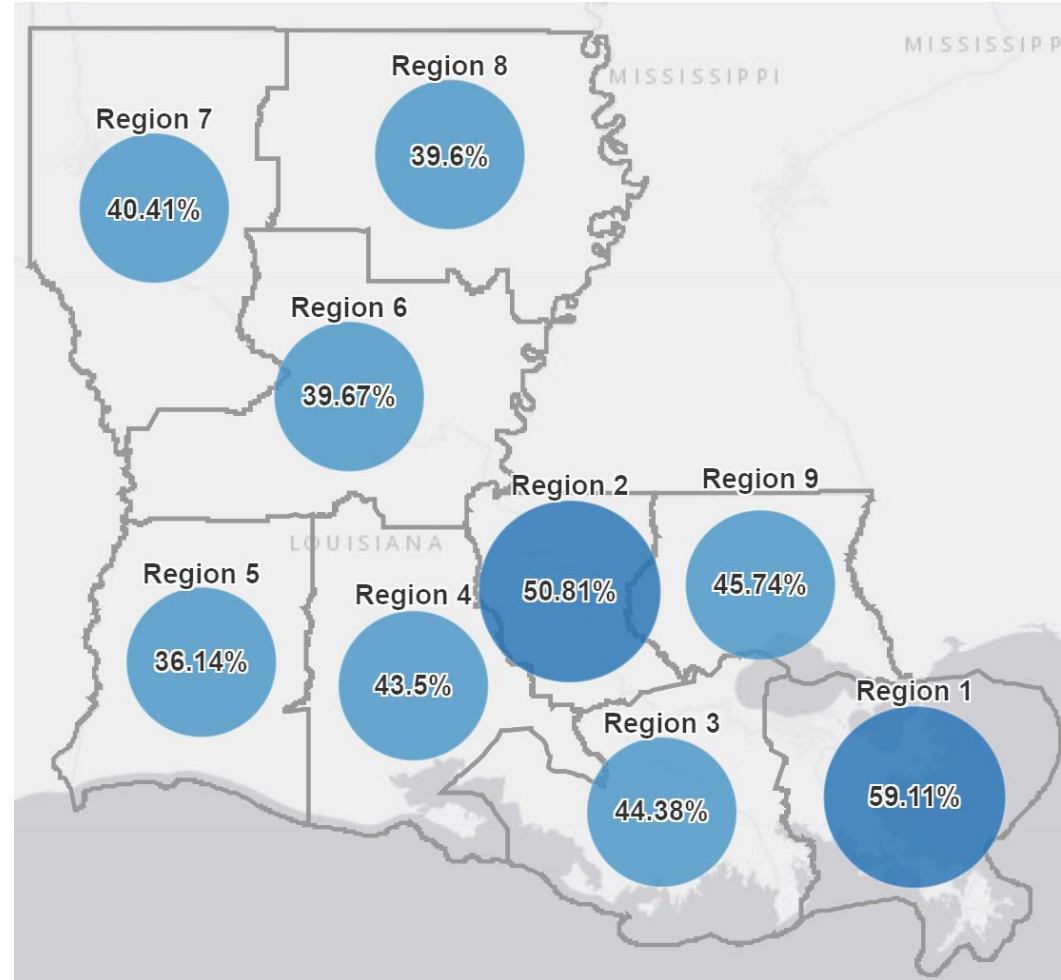 MISSISSIPP
Region 8
MISSISSIPPI
Region 7
39.6%
40.41%
Region 6
39.67%
Region 2
Region 9
LOUISIANA
Region 5
Region 4
50.81%
45.74%
36.14%
43.5%
Region 1
Region 3
59.11%
44.38%